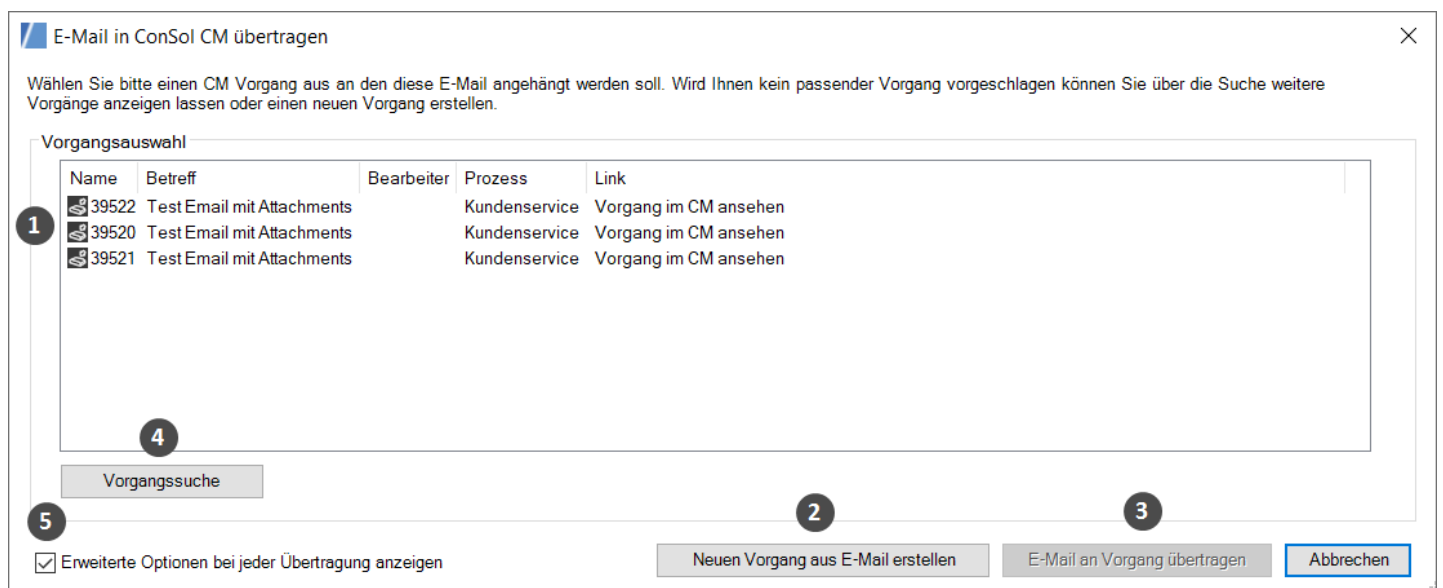 E-Mail in ConSol CM übertragen
Wählen Sie bitte einen CM Vorgang aus an den diese E-Mail angehängt werden soll. Wird Ihnen kein passender Vorgang vorgeschlagen können Sie über die Suche weitere
Vorgänge anzeigen lassen oder einen neuen Vorgang erstellen.
Vorgangsauswahl
Name Betreff Bearbeiter Prozess Link
39522 Test Email mit Attachments Kundenservice Vorgang im CM ansehen
1
39520 Test Email mit Attachments Kundenservice Vorgang im CM ansehen
39521 Test Email mit Attachments Kundenservice Vorgang im CM ansehen
4
Vorgangssuche
5 2 3
Erweiterte Optionen bei jeder Übertragung anzeigen Neuen Vorgang aus E-Mail erstellen E-Mail an Vorgang übertragen Abbrechen